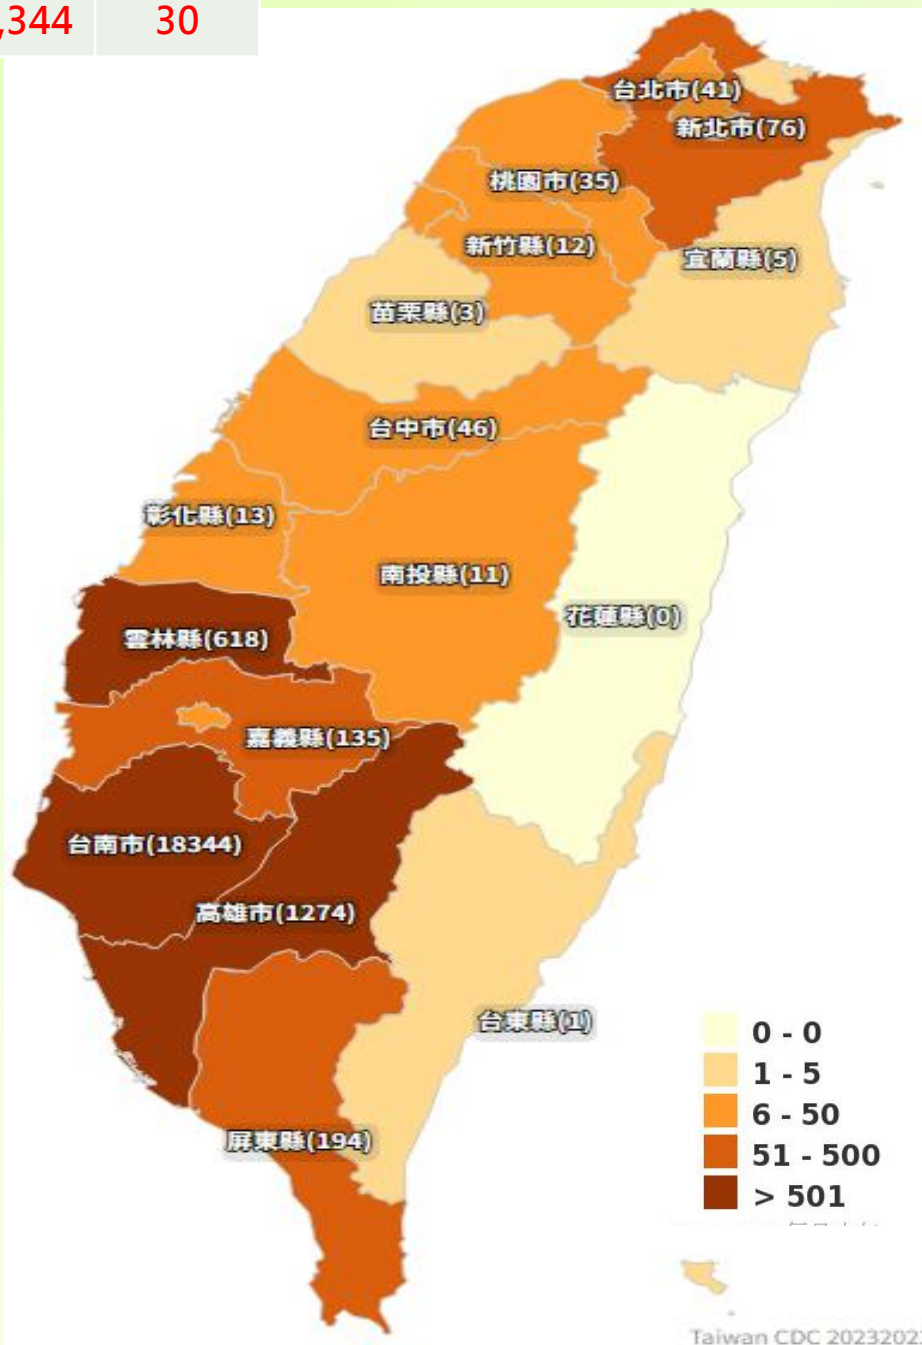 ,344 30
台北市(41)
新北市(76)
桃園市(35)
新竹縣(12)
宜蘭縣(5)
苗栗縣(3)
台中市(46)
彰化縣(13)
南投縣(11)
花蓮縣(0)
雲林縣(618)
嘉義縣(135)
台南市(18344)
高雄市(1274)
台東縣(1)
屏東縣(194)
0 - 0
1 - 5
6 - 50
51 - 500
> 501
Taiwan CDC 2023202